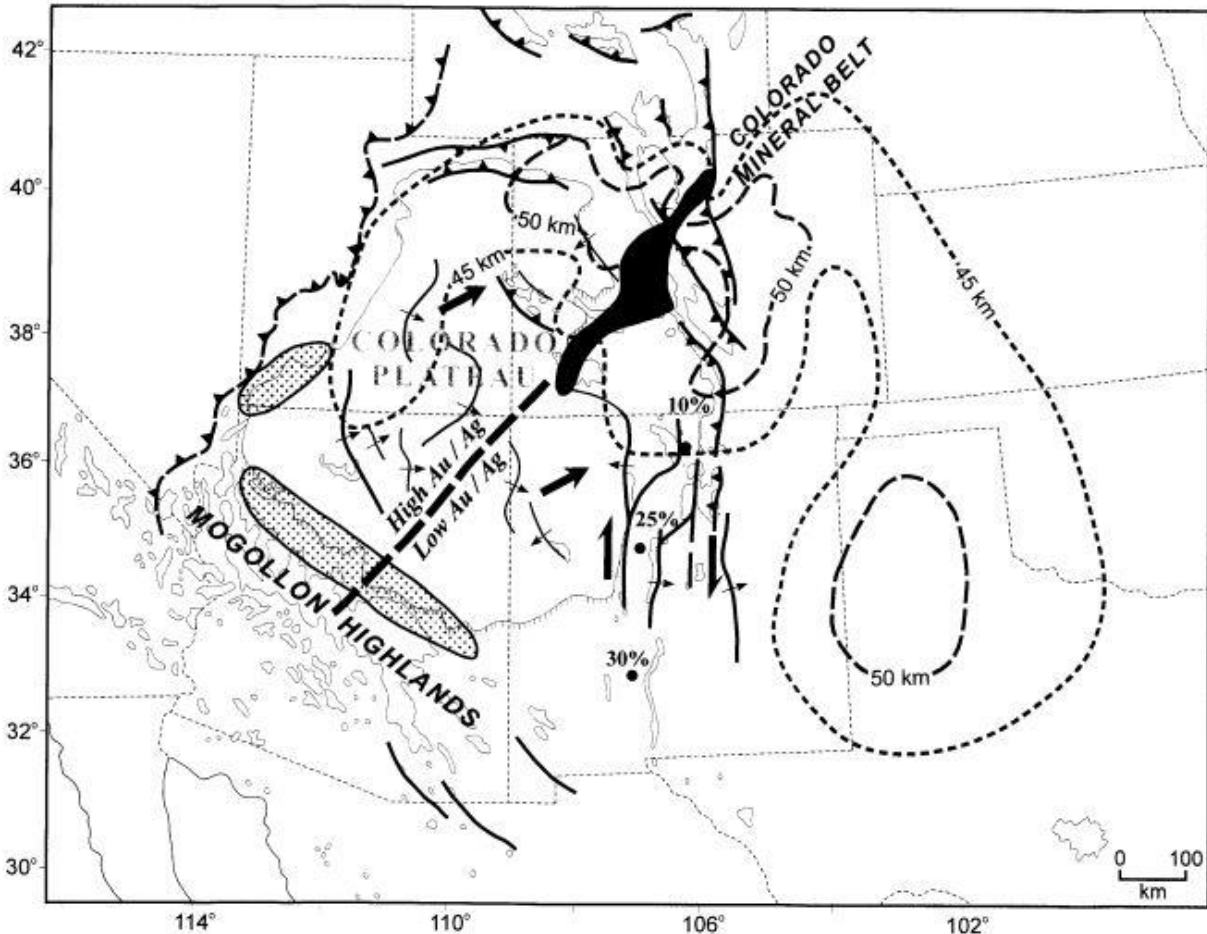 42°
40°
38°
36°
34°
32°
30°
114°
110°
106°
102°
COLORADO
MINERAL BELT
50 km
45 km
50 km
45 km
COLORADO
PLATEAU
10%
High Au / Ag
Low Au / Ag
25%
MOGOLLON HIGHLANDS
30%
50 km
0 100
km